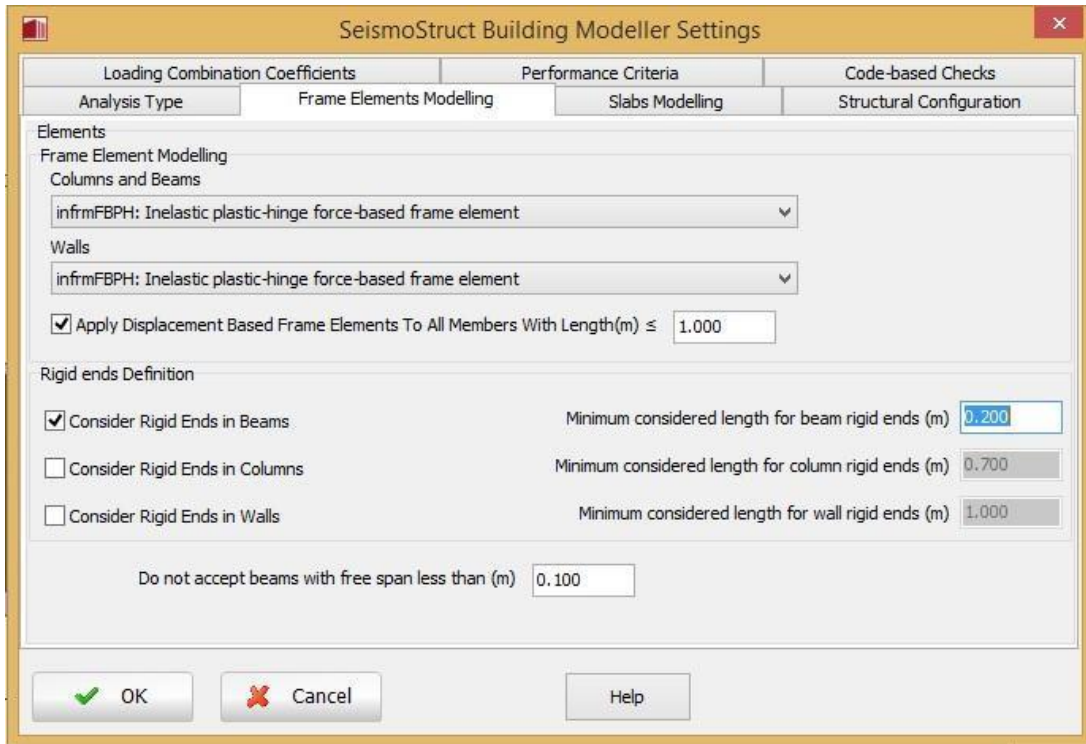 SeismoStruct Building Modeller Settings
Loading Combination Coefficients Performance Criteria Code-based Checks
Analysis Type Frame Elements Modelling Slabs Modelling Structural Configuration
Elements
Frame Element Modelling
Columns and Beams
infrmFBPH: Inelastic plastic-hinge force-based frame element
Walls
infrmFBPH: Inelastic plastic-hinge force-based frame element
Apply Displacement Based Frame Elements To All Members With Length(m) ≤ 1.000
Rigid ends Definition
Consider Rigid Ends in Beams Minimum considered length for beam rigid ends (m) 0.200
Consider Rigid Ends in Columns Minimum considered length for column rigid ends (m) 0.700
Consider Rigid Ends in Walls Minimum considered length for wall rigid ends (m) 1.000
Do not accept beams with free span less than (m) 0.100
OK Cancel Help